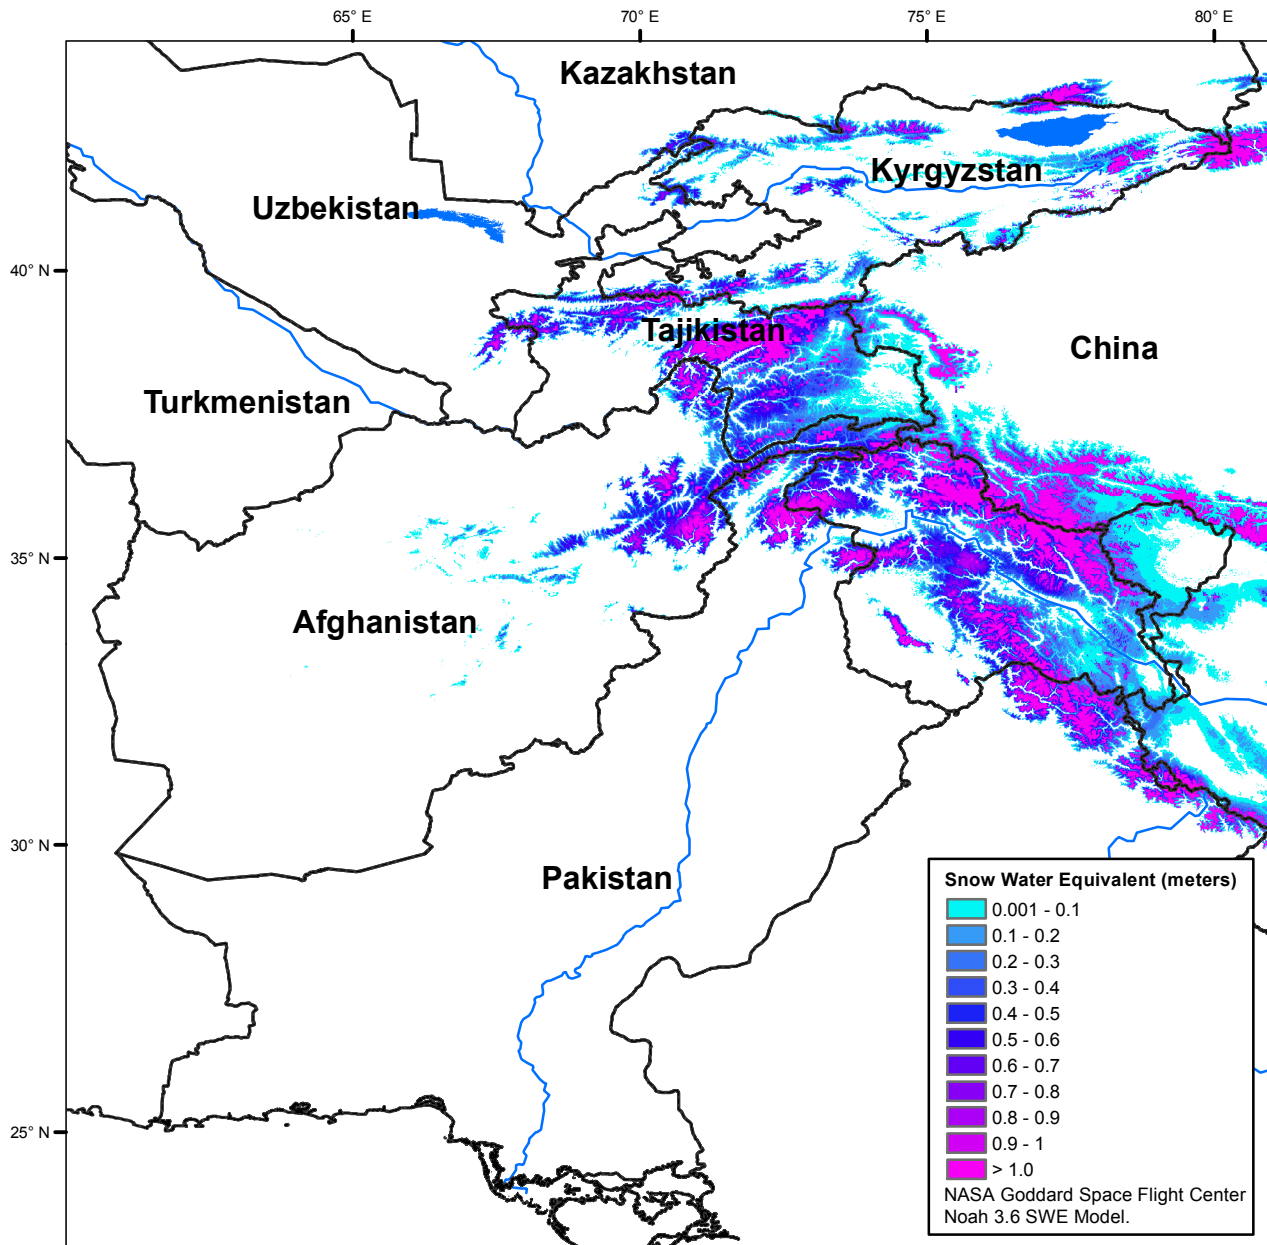 65° E
70° E
75° E
80° E
Kazakhstan
Kyrgyzstan
Uzbekistan
40° N
Tajikistan
China
Turkmenistan
35° N
Afghanistan
30° N
Pakistan
25° N
Snow Water Equivalent (meters)
0.001 - 0.1
0.1 - 0.2
0.2 - 0.3
0.3 - 0.4
0.4 - 0.5
0.5 - 0.6
0.6 - 0.7
0.7 - 0.8
0.8 - 0.9
0.9 - 1
> 1.0
NASA Goddard Space Flight Center
Noah 3.6 SWE Model.